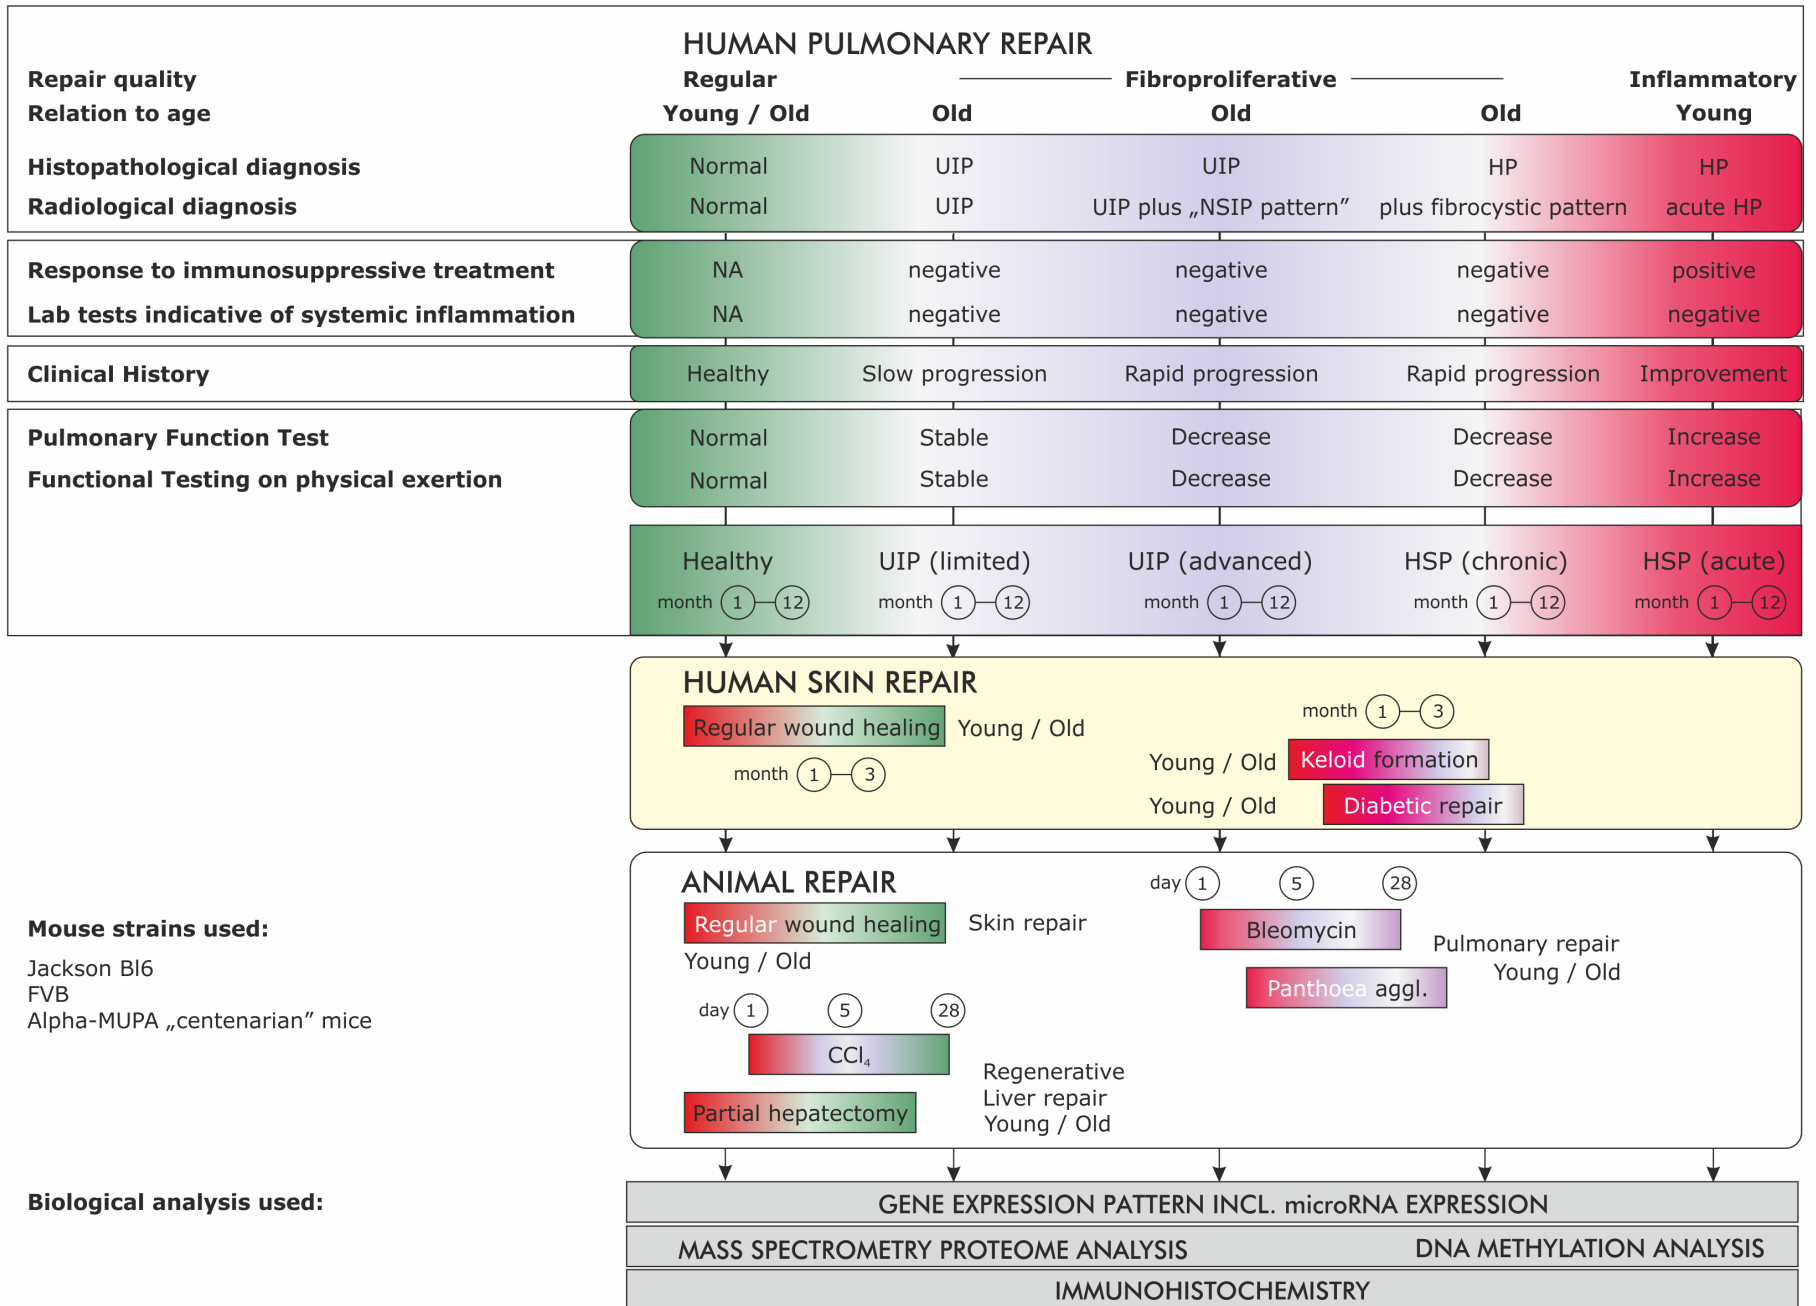 HUMAN PULMONARY REPAIR
Repair quality Regular Fibroproliferative Inflammatory
Relation to age Young / Old Old Old Old Young
Histopathological diagnosis Normal UIP UIP HP HP
Radiological diagnosis Normal UIP UIP plus „NSIP pattern” plus fibrocystic pattern acute HP
Response to immunosuppressive treatment NA negative negative negative positive
Lab tests indicative of systemic inflammation NA negative negative negative negative
Clinical History Healthy Slow progression Rapid progression Rapid progression Improvement
Pulmonary Function Test Normal Stable Decrease Decrease Increase
Functional Testing on physical exertion Normal Stable Decrease Decrease Increase
Healthy UIP (limited) UIP (advanced) HSP (chronic) HSP (acute)
month 1 12 month 1 12 month 1 12 month 1 12 month 1 12
HUMAN SKIN REPAIR
Regular wound healing Young / Old
month 1 3
month 1 3
Young / Old Keloid formation
Young / Old Diabetic repair
ANIMAL REPAIR
Regular wound healing Skin repair
Young / Old
day 1 5 28
CCl₄
Partial hepatectomy
Regenerative
Liver repair
Young / Old
day 1 5 28
Bleomycin
Panthoea aggl.
Pulmonary repair
Young / Old
Mouse strains used:
Jackson Bl6
FVB
Alpha-MUPA „centenarian” mice
Biological analysis used:
GENE EXPRESSION PATTERN INCL. microRNA EXPRESSION
MASS SPECTROMETRY PROTEOME ANALYSIS DNA METHYLATION ANALYSIS
IMMUNOHISTOCHEMISTRY